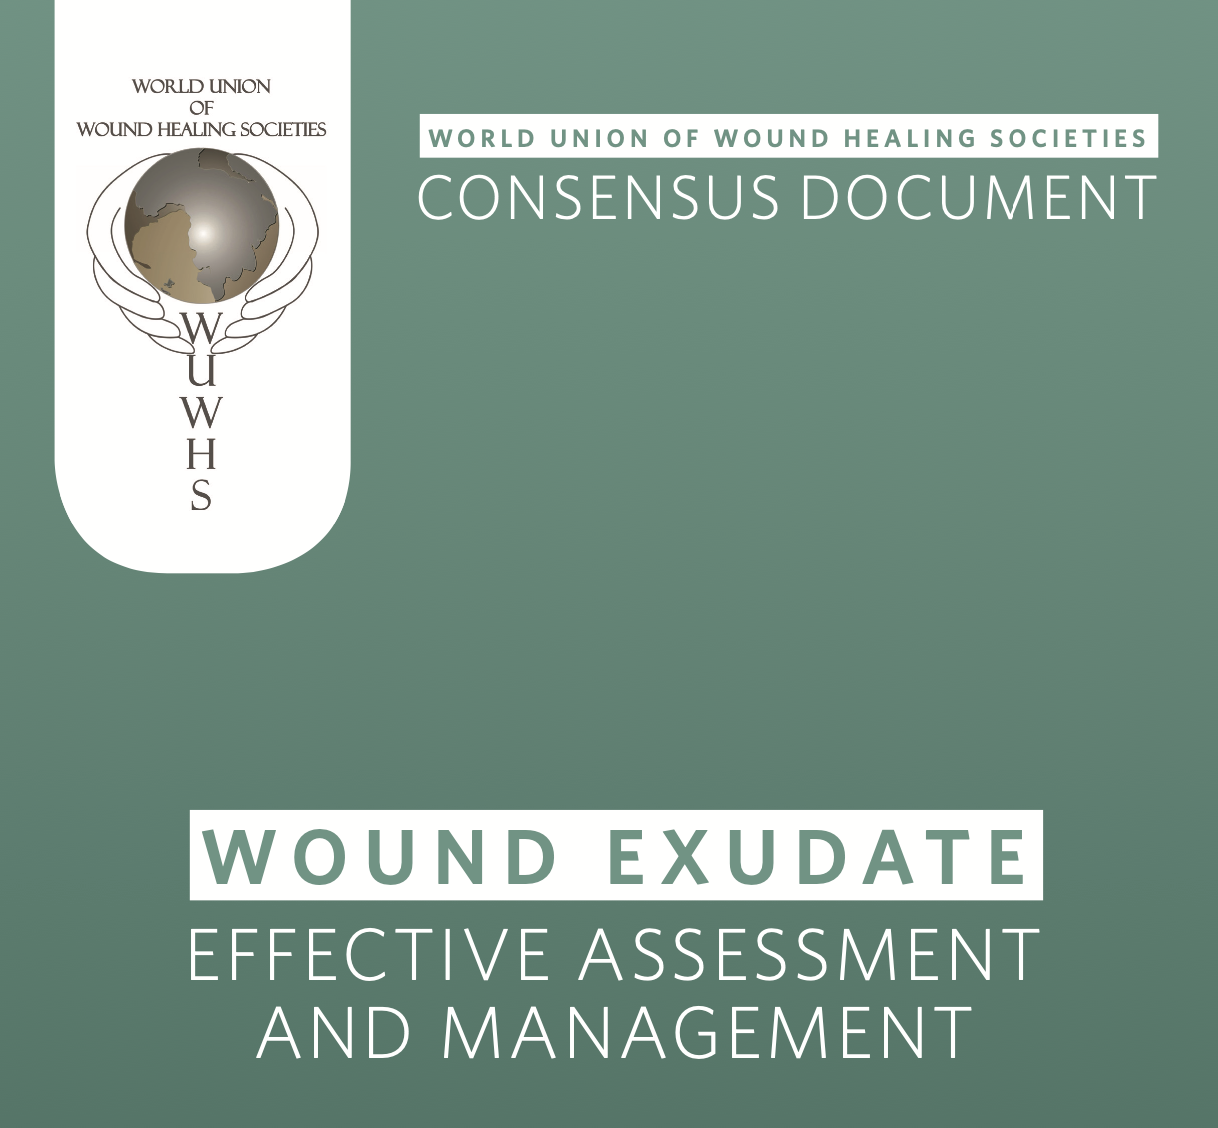 WORLD UNION
OF
WOUND HEALING SOCIETIES
W
U
W
H
S
WORLD UNION OF WOUND HEALING SOCIETIES
CONSENSUS DOCUMENT
WOUND EXUDATE
EFFECTIVE ASSESSMENT
AND MANAGEMENT